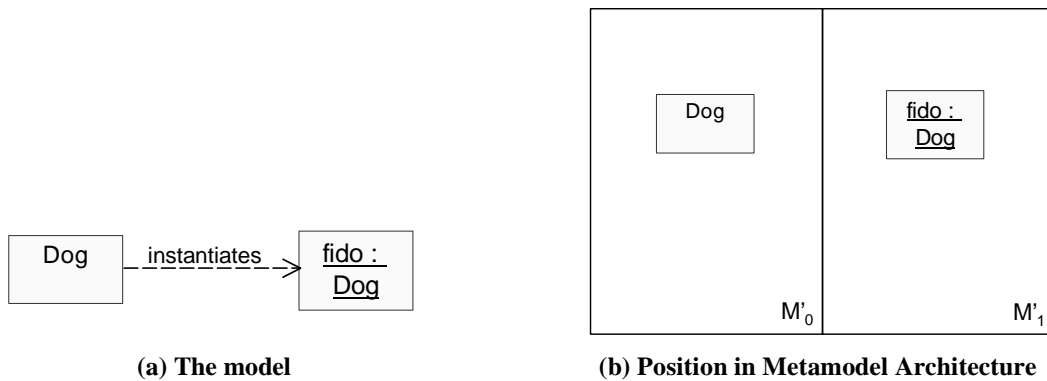 Dog
instantiates
fido :
Dog
(a) The model
Dog
M'₀
fido :
Dog
M'₁
(b) Position in Metamodel Architecture